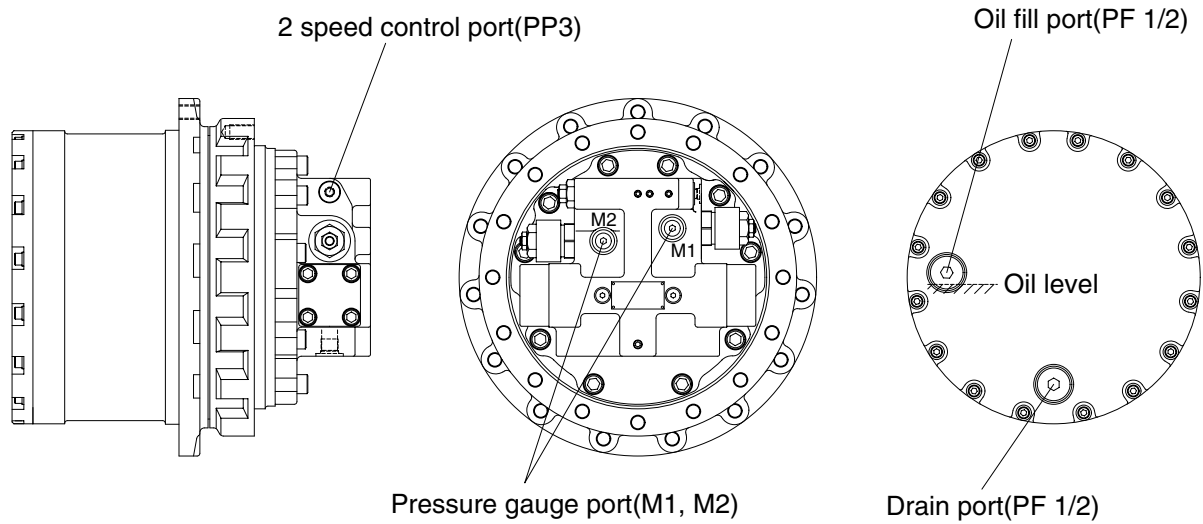 2 speed control port(PP3)
Oil fill port(PF 1/2)
M2
M1
Oil level
Pressure gauge port(M1, M2)
Drain port(PF 1/2)